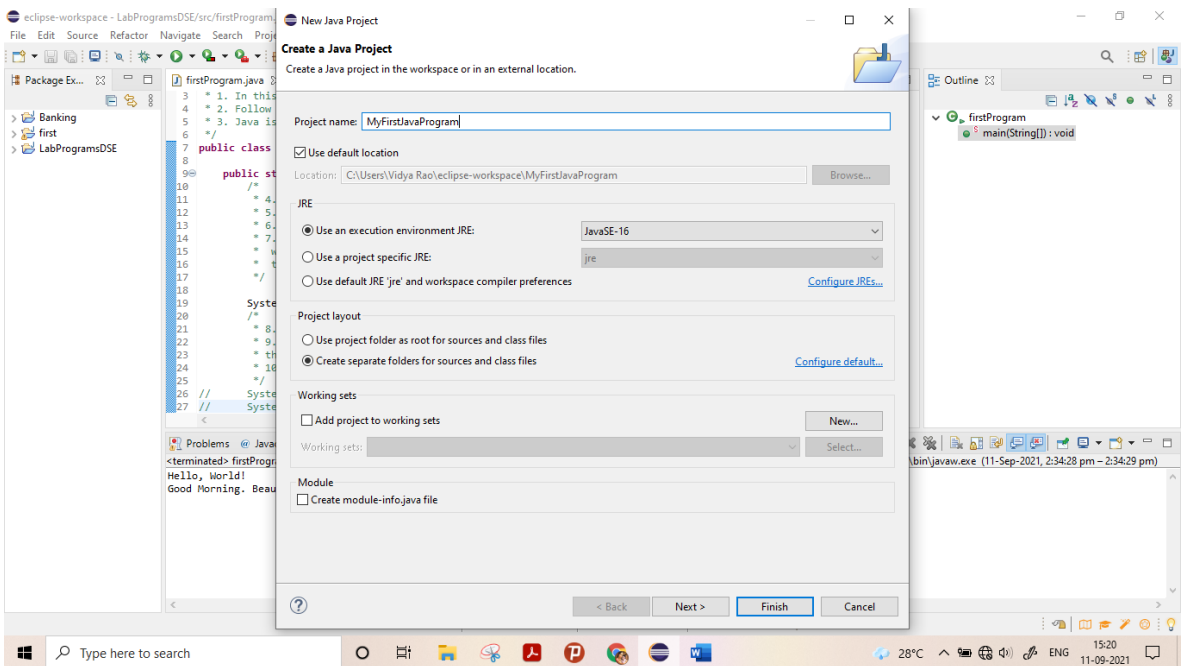 eclipse-workspace - LabProgramsDSE/src/firstProgram.
File Edit Source Refactor Navigate Search Proje
Package Ex...
Banking
first
LabProgramsDSE
firstProgram.java
3 * 1. In this
4 * 2. Follow
5 * 3. Java is
6 */
7 public class
8
9 public st
10 /*
11 * 4.
12 * 5.
13 * 6.
14 * 7.
15 * w
16 * t
17 */
18
19 Syste
20 /*
21 * 8.
22 * 9.
23 * th
24 * 10
25 */
26 // Syste
27 // Syste
Problems @ Java
<terminated> firstProgr
Hello, World!
Good Morning. Beau
New Java Project
Create a Java Project
Create a Java project in the workspace or in an external location.
Project name: MyFirstJavaProgram
Use default location
Location: C:\Users\Vidya Rao\eclipse-workspace\MyFirstJavaProgram Browse...
JRE
Use an execution environment JRE: JavaSE-16
Use a project specific JRE: jre
Use default JRE 'jre' and workspace compiler preferences Configure JREs...
Project layout
Use project folder as root for sources and class files
Create separate folders for sources and class files Configure default...
Working sets
Add project to working sets New...
Working sets: Select...
Module
Create module-info.java file
? < Back Next > Finish Cancel
Outline
firstProgram
main(String[]) : void
\bin\javaw.exe (11-Sep-2021, 2:34:28 pm – 2:34:29 pm)
Type here to search
28°C ENG
15:20
11-09-2021